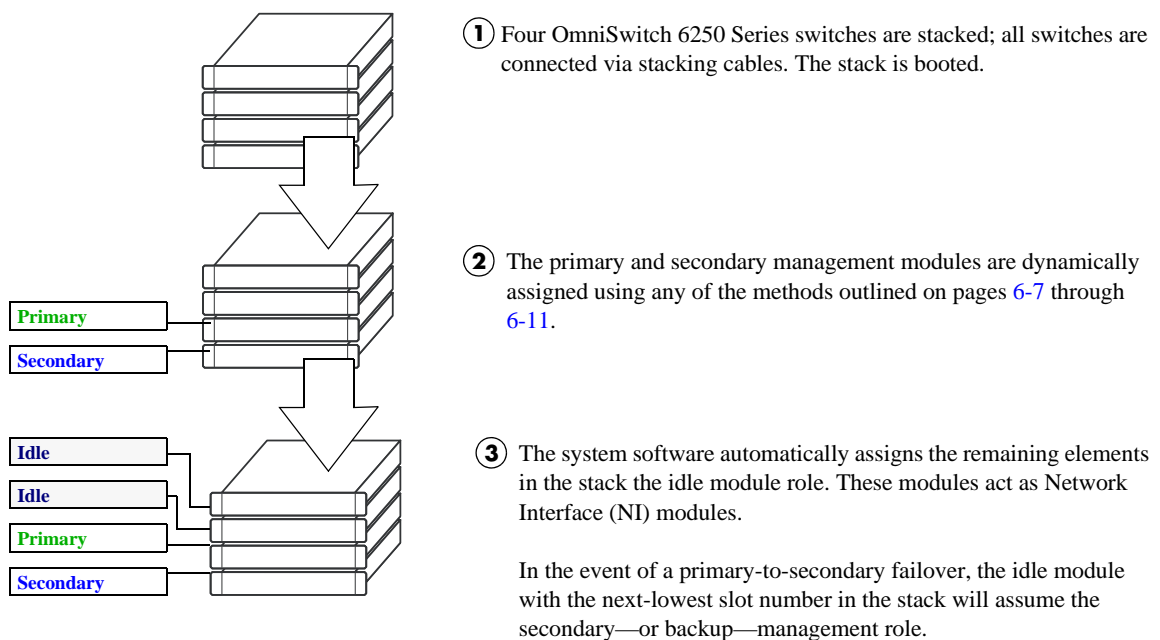 1 Four OmniSwitch 6250 Series switches are stacked; all switches are
connected via stacking cables. The stack is booted.
2 The primary and secondary management modules are dynamically
assigned using any of the methods outlined on pages 6-7 through
6-11.
Primary
Secondary
Idle
Idle
Primary
Secondary
3 The system software automatically assigns the remaining elements
in the stack the idle module role. These modules act as Network
Interface (NI) modules.
In the event of a primary-to-secondary failover, the idle module
with the next-lowest slot number in the stack will assume the
secondary—or backup—management role.